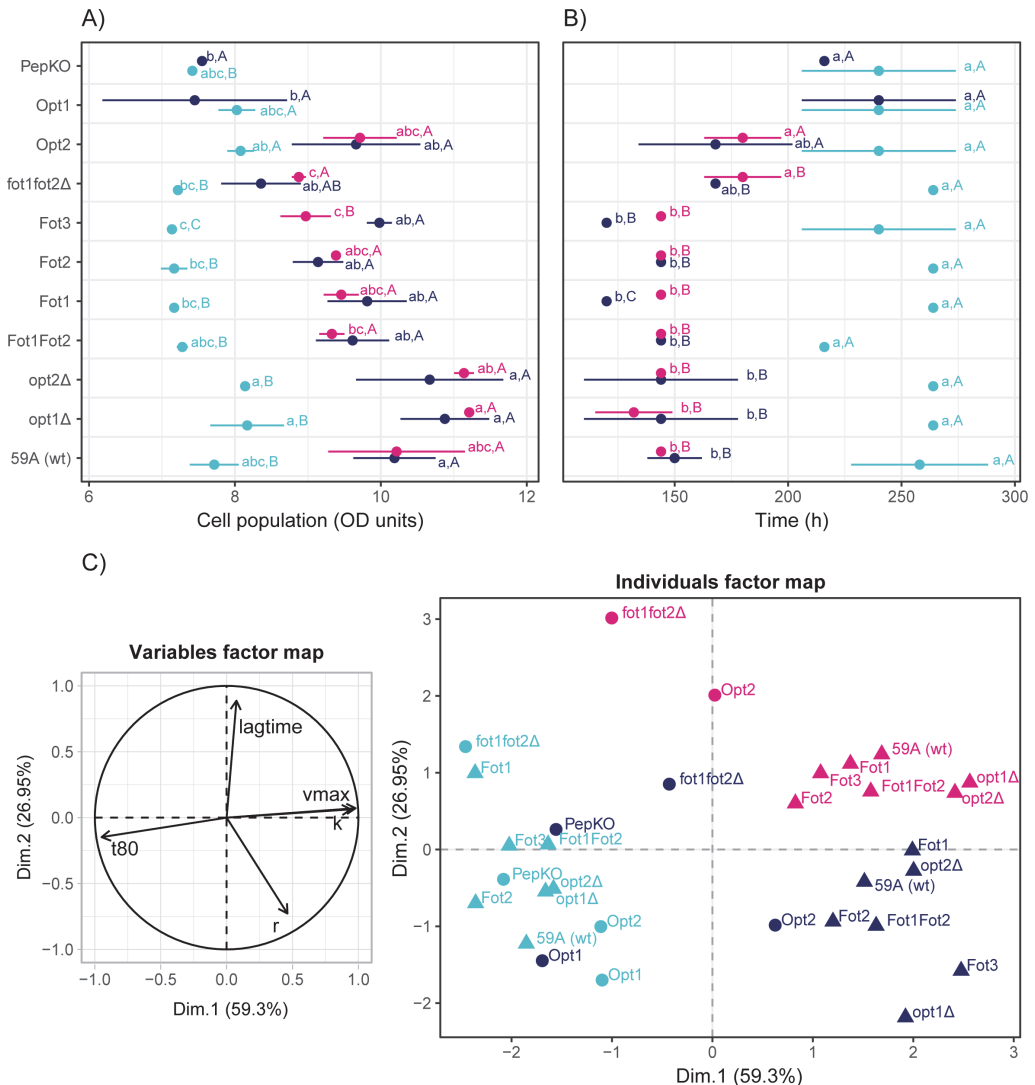 A)
B)
PepKO
b,A
abc,B
a,A
a,A
Opt1
b,A
abc,A
a,A
a,A
Opt2
abc,A
ab,A
ab,A
a,A
ab,A
a,A
fot1fot2Δ
c,A
ab,AB
bc,B
a,B
ab,B
a,A
Fot3
c,B
ab,A
c,C
b,B
b,B
a,A
Fot2
abc,A
ab,A
bc,B
b,B
b,B
a,A
Fot1
abc,A
ab,A
bc,B
b,B
b,C
a,A
Fot1Fot2
bc,A
ab,A
abc,B
b,B
b,B
a,A
opt2Δ
ab,A
a,A
a,B
b,B
b,B
a,A
opt1Δ
a,A
a,A
a,B
b,B
b,B
a,A
59A (wt)
abc,A
a,A
abc,B
b,B
b,B
a,A
6 8 10 12
150 200 250 300
Cell population (OD units)
Time (h)
C)
Variables factor map
1.0
0.5
0.0
−0.5
−1.0
−1.0 −0.5 0.0 0.5 1.0
Dim.1 (59.3%)
Dim.2 (26.95%)
lagtime
vmax
k
t80
r
Individuals factor map
3
2
1
0
−1
−2
−2 −1 0 1 2 3
Dim.1 (59.3%)
Dim.2 (26.95%)
fot1fot2Δ
Opt2
fot1fot2Δ
59A (wt)
Fot1
Fot1
Fot3
fot1fot2Δ
Fot1Fot2
opt1Δ
opt2Δ
Fot2
PepKO
Fot3
Fot1Fot2
Fot1
PepKO
opt2Δ
opt1Δ
opt2Δ
59A (wt)
Fot2
Opt2
Opt2
Fot2
Fot1Fot2
59A (wt)
Opt1
Opt1
Fot3
opt1Δ